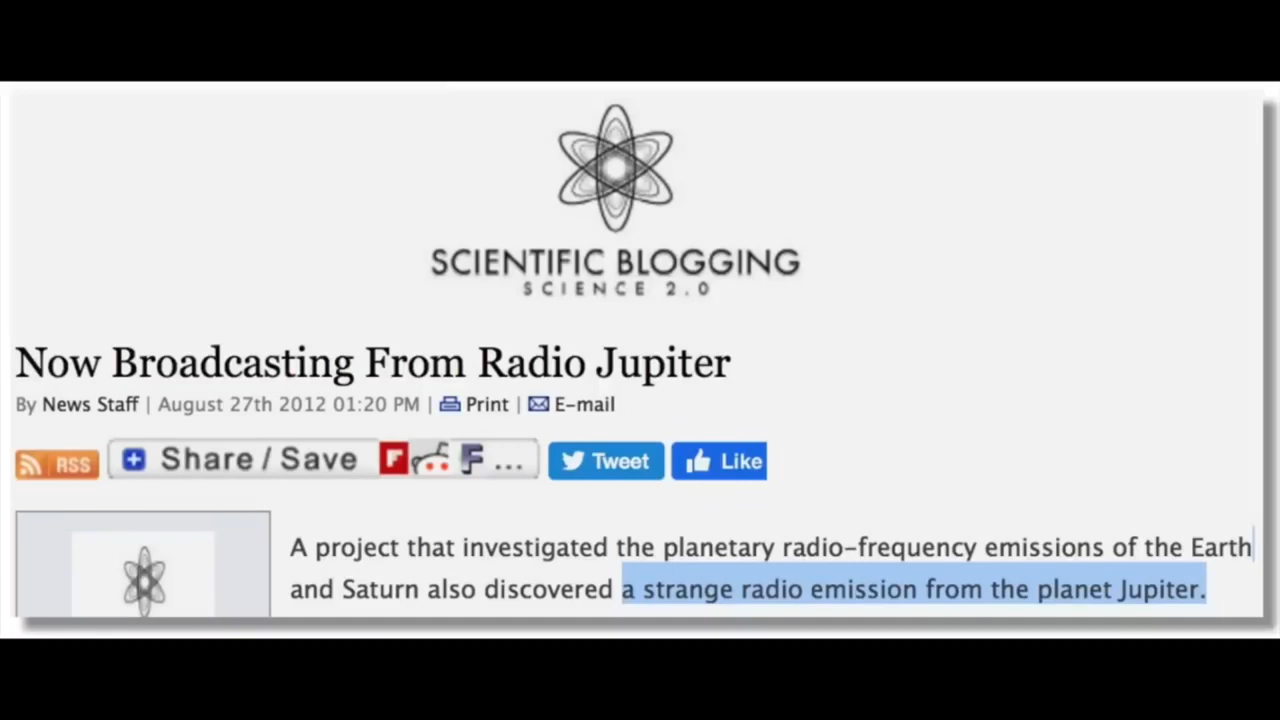 SCIENTIFIC BLOGGING
SCIENCE 2.0
Now Broadcasting From Radio Jupiter
By News Staff | August 27th 2012 01:20 PM | Print | E-mail
RSS Share / Save ... Tweet Like
A project that investigated the planetary radio-frequency emissions of the Earth
and Saturn also discovered a strange radio emission from the planet Jupiter.